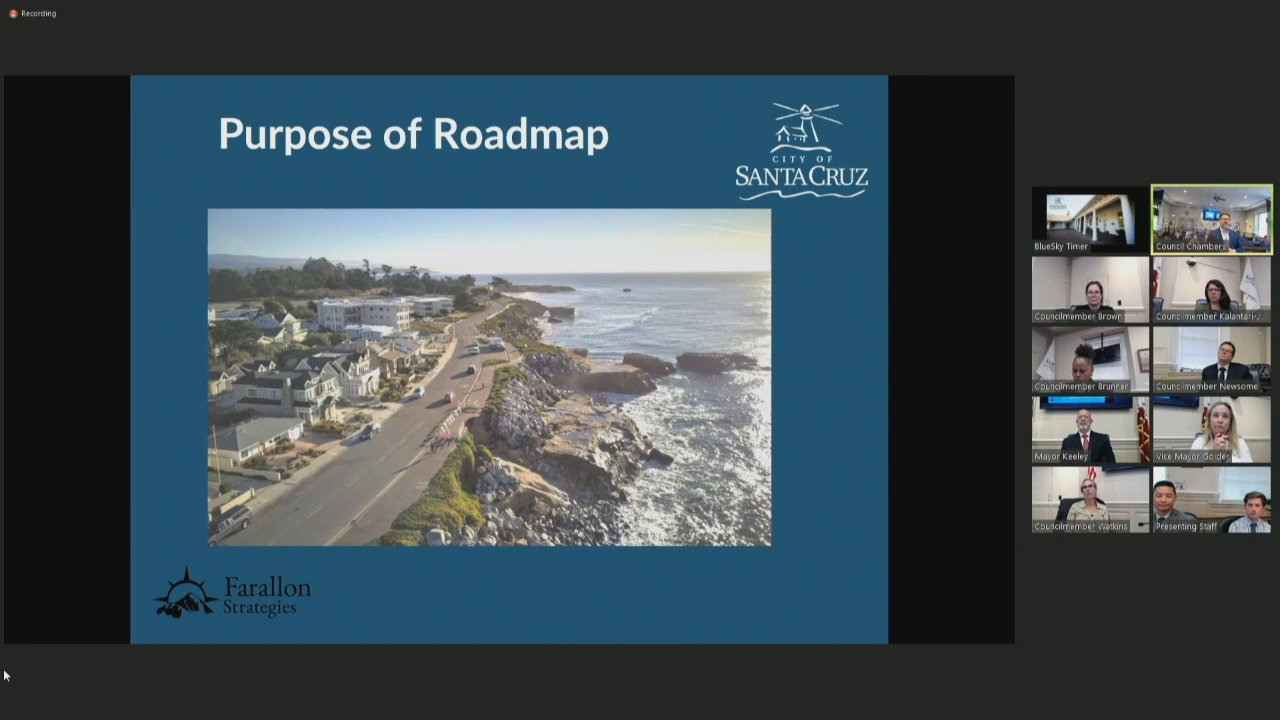 Recording
Purpose of Roadmap
CITY OF
SANTA CRUZ
Farallon
Strategies
BlueSky Timer
Council Chambers
Councilmember Brown
Councilmember Kalantari-J...
Councilmember Brunner
Councilmember Newsome
Mayor Keeley
Vice Mayor Golder
Councilmember Watkins
Presenting Staff